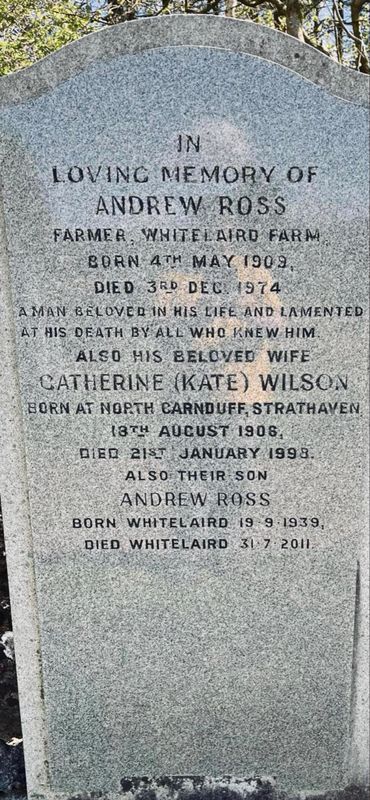 IN
LOVING MEMORY OF
ANDREW ROSS
FARMER, WHITELAIRD FARM,
BORN 4TH MAY 1909,
DIED 3RD DEC. 1974
A MAN BELOVED IN HIS LIFE AND LAMENTED
AT HIS DEATH BY ALL WHO KNEW HIM.
ALSO HIS BELOVED WIFE
CATHERINE (KATE) WILSON
BORN AT NORTH CARNDUFF, STRATHAVEN
18TH AUGUST 1906,
DIED 21ST JANUARY 1998.
ALSO THEIR SON
ANDREW ROSS
BORN WHITELAIRD 19·9·1939,
DIED WHITELAIRD 31·7·2011.